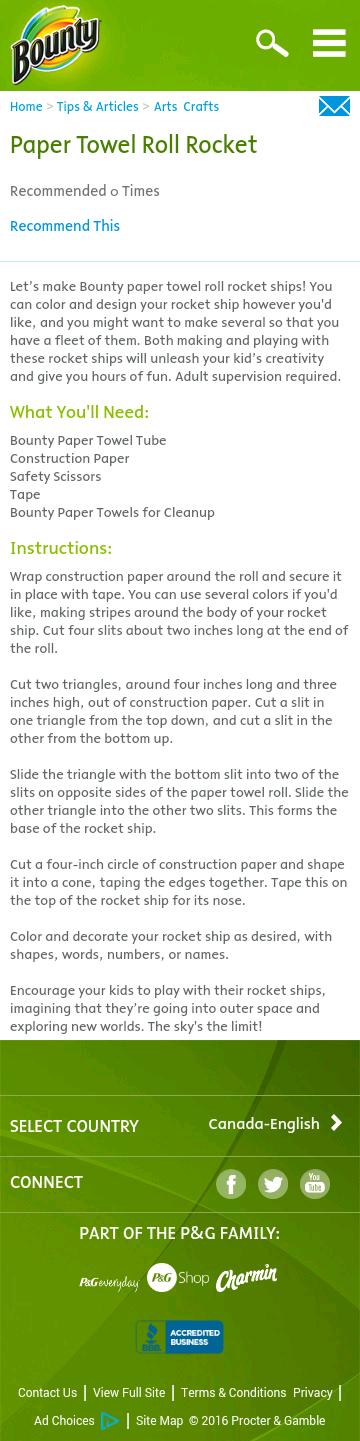 Bounty
Home > Tips & Activities > Arts Crafts
Paper Towel Roll Rocket
Recommended 0 Times
Recommend This
Let's make Bounty paper towel roll rocket ships! You
can color and design your rocket ship however you'd
like, and you might want to make several so that you
have a fleet of them. Both making and playing with
these rocket ships will unleash your kid's creativity
and give you hours of fun. Adult supervision required.
What You'll Need:
Bounty Paper Towel Tube
Construction Paper
Safety Scissors
Tape
Bounty Paper Towels for Cleanup
Instructions:
Wrap construction paper around the roll and secure it
in place with tape. You can use several colors if you'd
like, making stripes around the body of your rocket
ship. Cut four slits about two inches long at the end of
the roll.
Cut two triangles, around four inches long and three
inches high, out of construction paper. Cut a slit in
one triangle from the top down, and cut a slit in the
other from the bottom up.
Slide the triangle with the bottom slit into two of the
slits on opposite sides of the paper towel roll. Slide the
other triangle into the other two slits. This forms the
base of the rocket ship.
Cut a four-inch circle of construction paper and shape
it into a cone, taping the edges together. Tape this on
the top of the rocket ship for its nose.
Color and decorate your rocket ship as desired, with
shapes, words, numbers, or names.
Encourage your kids to play with their rocket ships,
imagining that they're going into outer space and
exploring new worlds. The sky's the limit!
SELECT COUNTRY Canada-English
CONNECT f You Tube
PART OF THE P&G FAMILY:
P&G everyday P&G Shop Charmin
BBB. ACCREDITED BUSINESS
Contact Us | View Full Site | Terms & Conditions Privacy |
Ad Choices | Site Map © 2016 Procter & Gamble